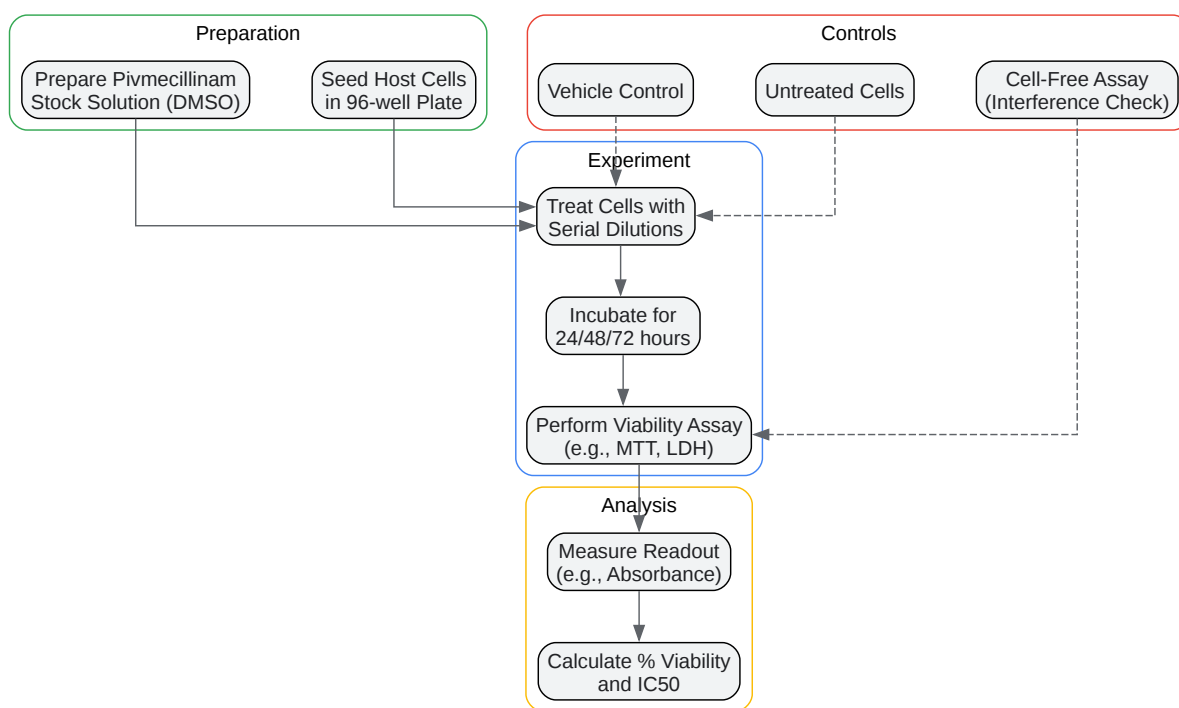 Preparation
Prepare Pivmecillinam
Stock Solution (DMSO)
Seed Host Cells
in 96-well Plate
Controls
Vehicle Control
Untreated Cells
Cell-Free Assay
(Interference Check)
Experiment
Treat Cells with
Serial Dilutions
Incubate for
24/48/72 hours
Perform Viability Assay
(e.g., MTT, LDH)
Analysis
Measure Readout
(e.g., Absorbance)
Calculate % Viability
and IC50